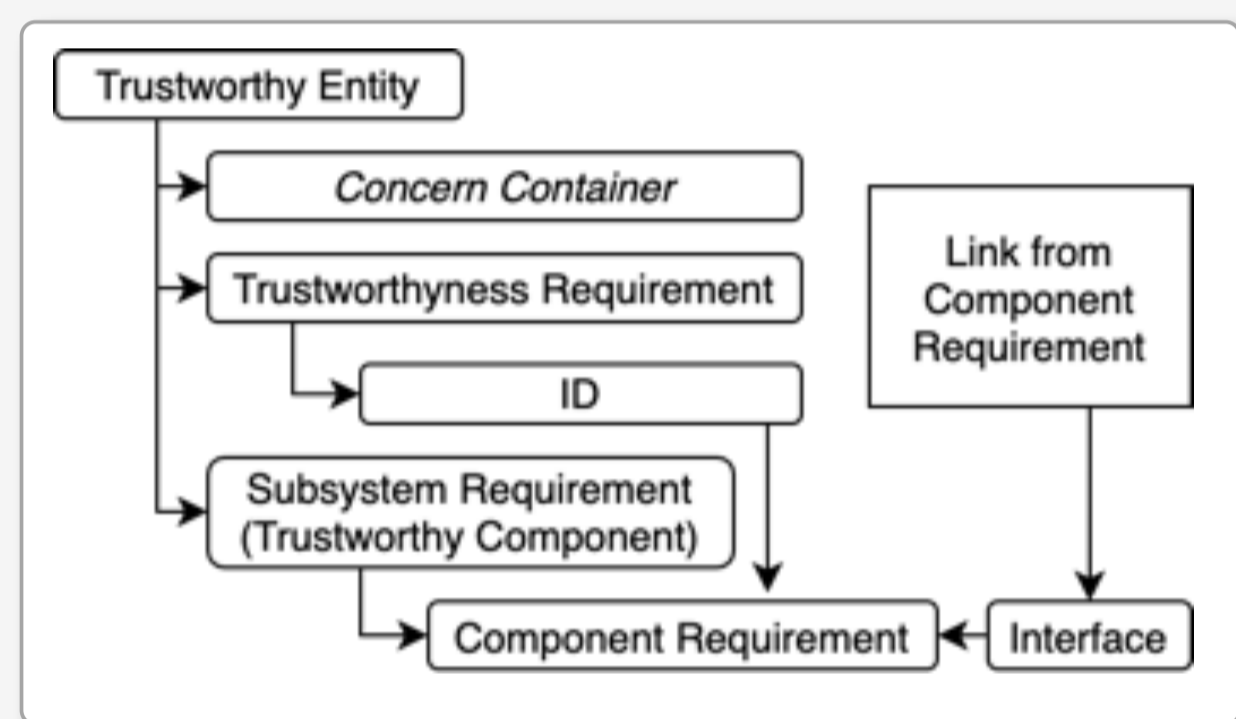 Trustworthy Entity
Concern Container
Trustworthyness Requirement
ID
Subsystem Requirement
(Trustworthy Component)
Component Requirement
Link from
Component
Requirement
Interface